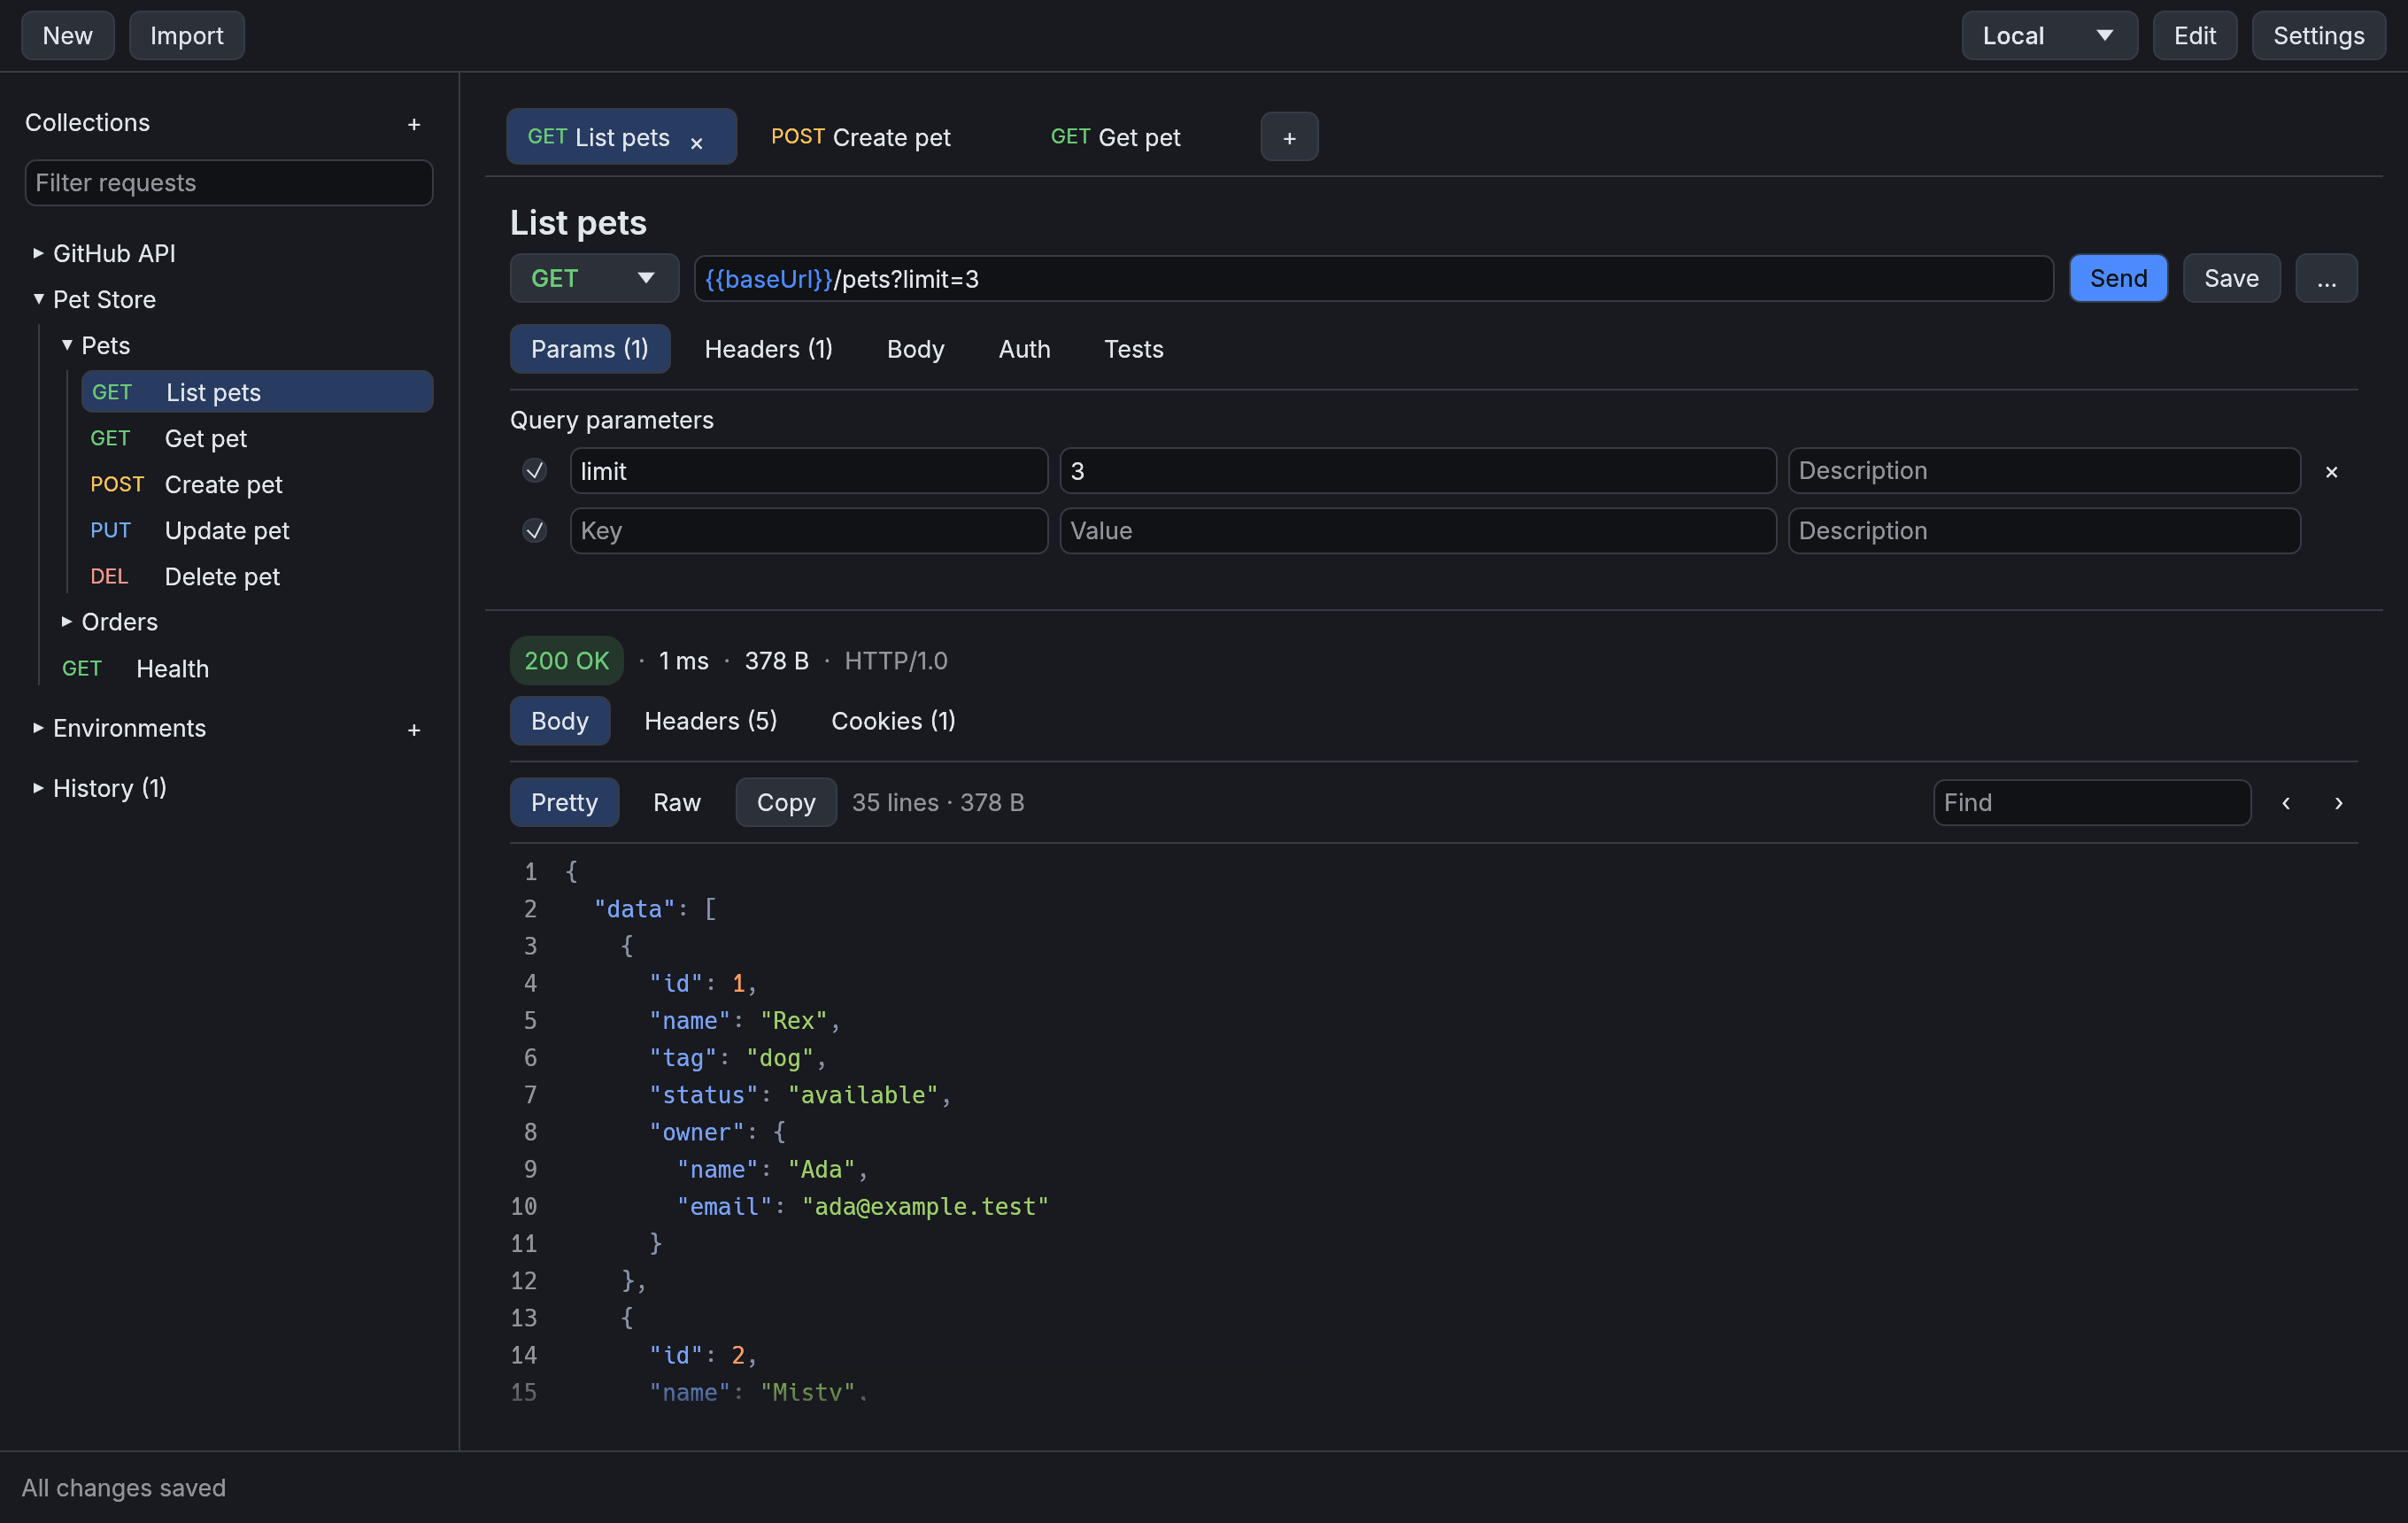 New Import Local Edit Settings
Collections +
Filter requests
GitHub API
Pet Store
Pets
GET List pets
GET Get pet
POST Create pet
PUT Update pet
DEL Delete pet
Orders
GET Health
Environments +
History (1)
GET List pets × POST Create pet GET Get pet +
List pets
GET {{baseUrl}}/pets?limit=3 Send Save ...
Params (1) Headers (1) Body Auth Tests
Query parameters
limit 3 Description ×
Key Value Description
200 OK · 1 ms · 378 B · HTTP/1.0
Body Headers (5) Cookies (1)
Pretty Raw Copy 35 lines · 378 B Find ‹ ›
1 {
2 "data": [
3 {
4 "id": 1,
5 "name": "Rex",
6 "tag": "dog",
7 "status": "available",
8 "owner": {
9 "name": "Ada",
10 "email": "ada@example.test"
11 }
12 },
13 {
14 "id": 2,
15 "name": "Misty",
All changes saved